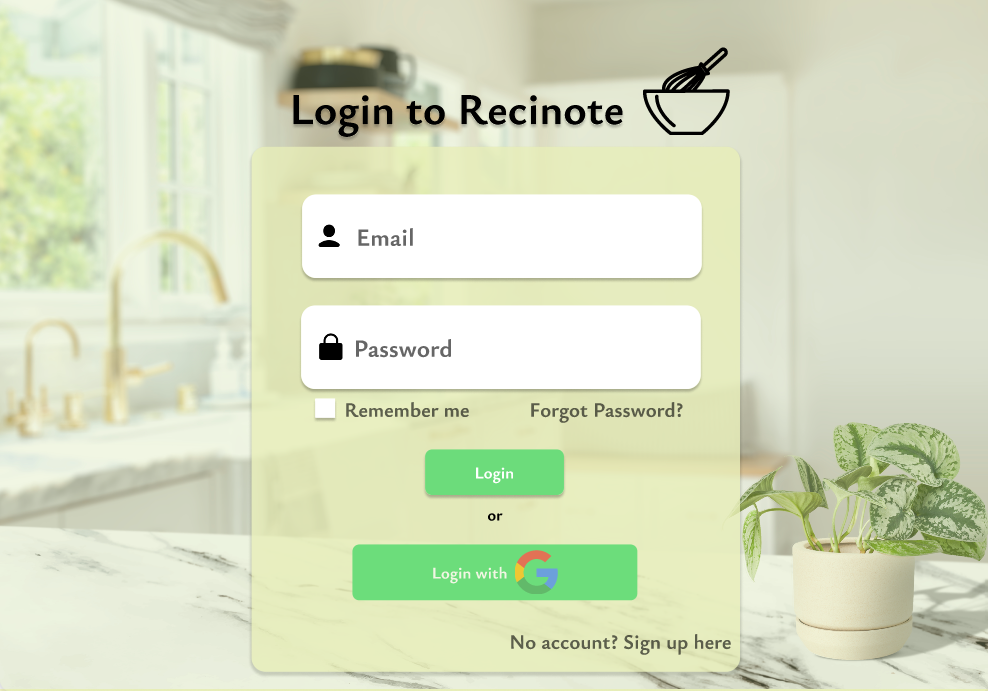 Login to Recinote
Email
Password
Remember me
Forgot Password?
Login
or
Login with
No account? Sign up here